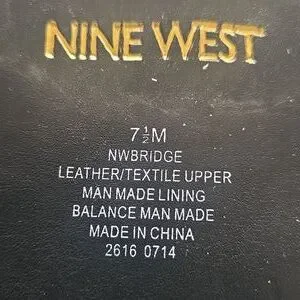 NINE WEST
7½M
NWBRIDGE
LEATHER/TEXTILE UPPER
MAN MADE LINING
BALANCE MAN MADE
MADE IN CHINA
2616 0714